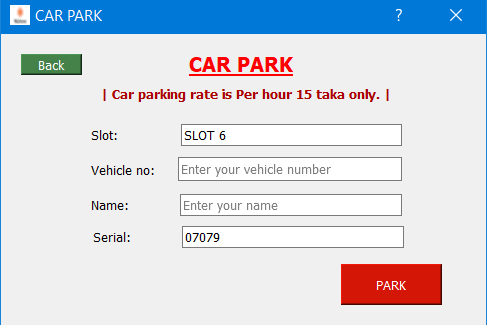 CAR PARK
?
Back
CAR PARK
| Car parking rate is Per hour 15 taka only. |
Slot: SLOT 6
Vehicle no: Enter your vehicle number
Name: Enter your name
Serial: 07079
PARK